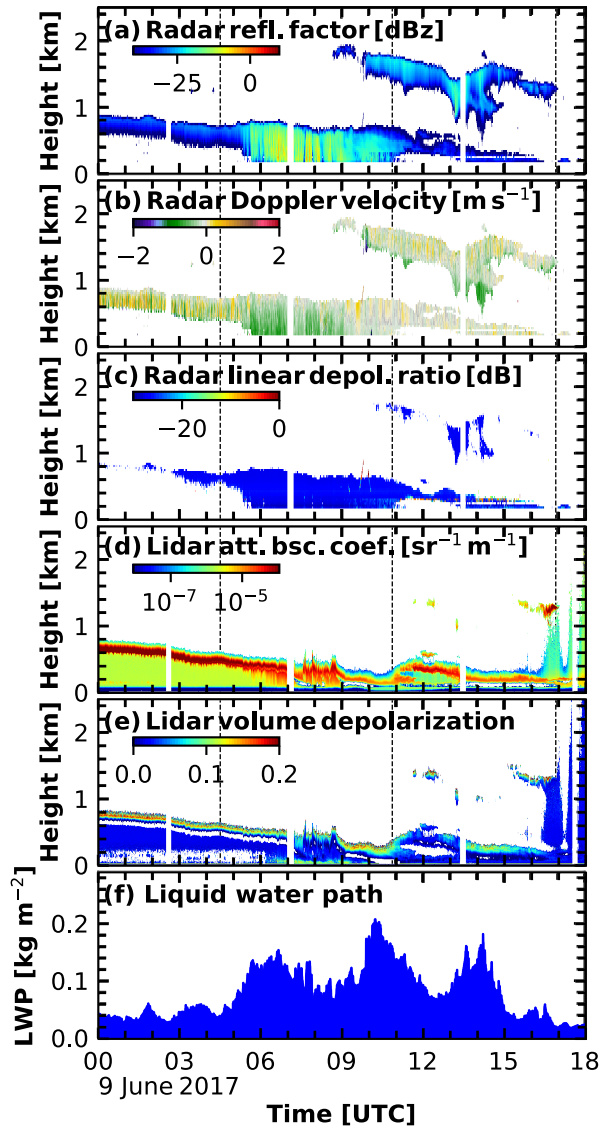 (a) Radar refl. factor [dBz]
−25 0
Height [km]
2
1
0
(b) Radar Doppler velocity [m s⁻¹]
−2 0 2
Height [km]
2
1
0
(c) Radar linear depol. ratio [dB]
−20 0
Height [km]
2
1
0
(d) Lidar att. bsc. coef. [sr⁻¹ m⁻¹]
10⁻⁷ 10⁻⁵
Height [km]
2
1
0
(e) Lidar volume depolarization
0.0 0.1 0.2
Height [km]
2
1
0
(f) Liquid water path
LWP [kg m⁻²]
0.2
0.1
0.0
00 03 06 09 12 15 18
9 June 2017
Time [UTC]